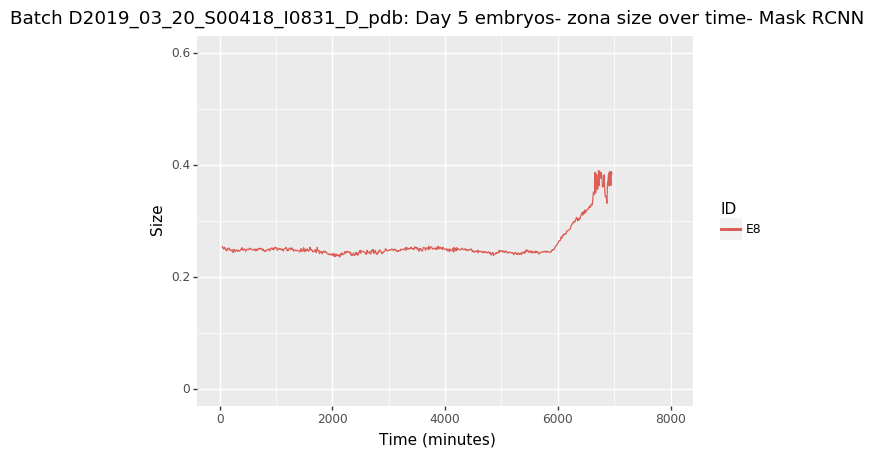 Batch D2019_03_20_S00418_I0831_D_pdb: Day 5 embryos- zona size over time- Mask RCNN
0.6
0.4
0.2
0
Size
0
2000
4000
6000
8000
Time (minutes)
ID
E8